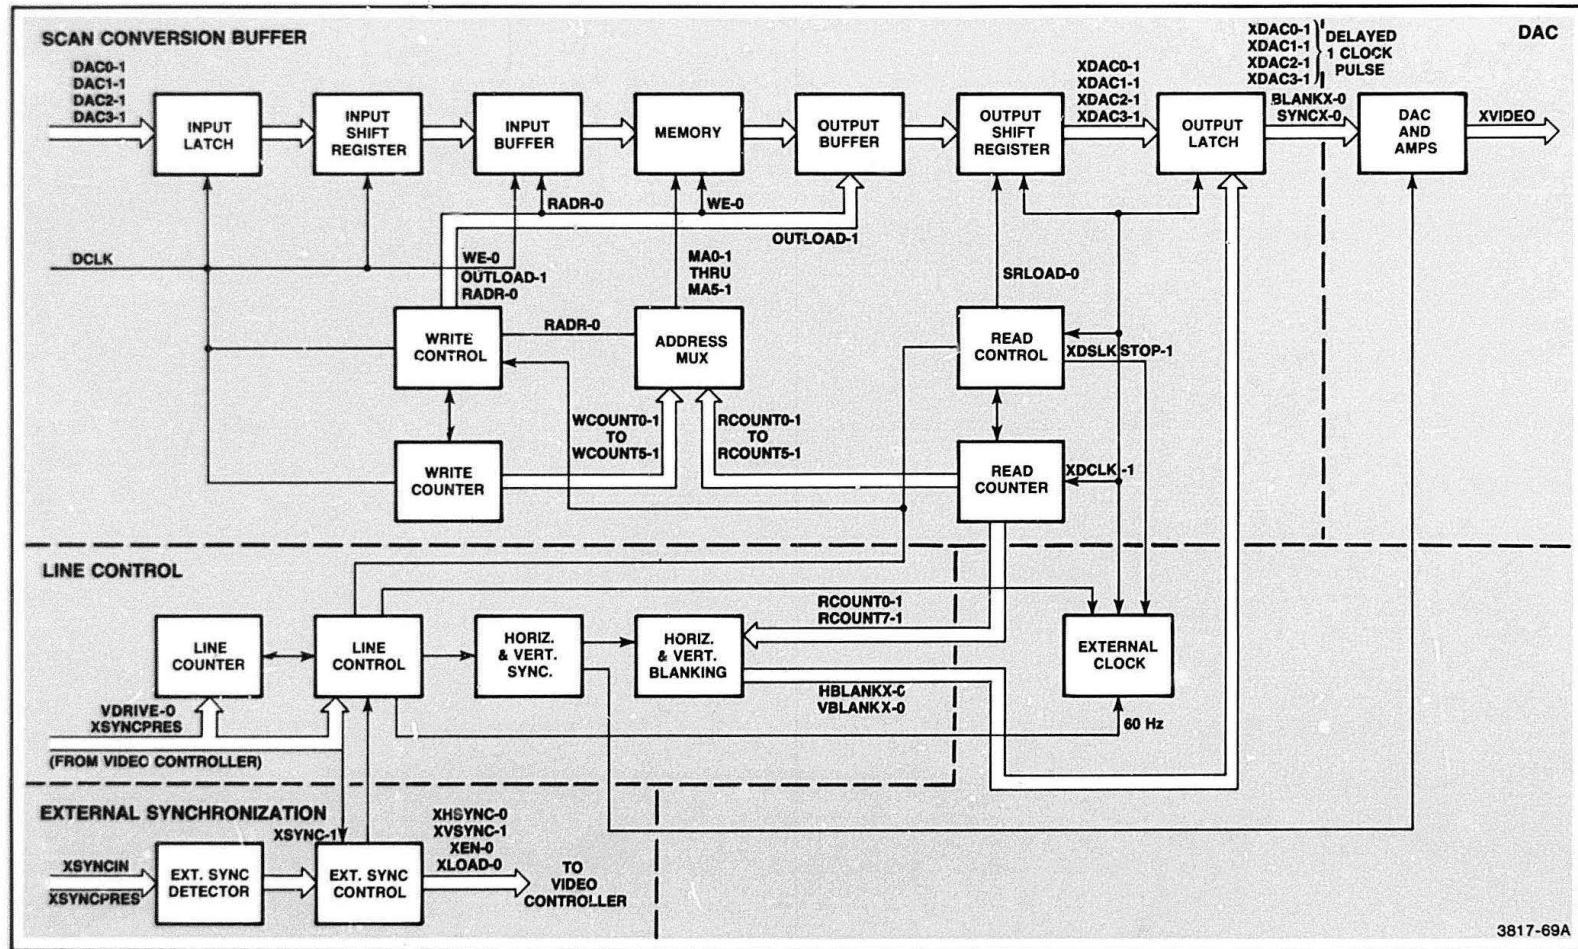 SCAN CONVERSION BUFFER
DAC
DAC0-1
DAC1-1
DAC2-1
DAC3-1
INPUT
LATCH
INPUT
SHIFT
REGISTER
INPUT
BUFFER
MEMORY
OUTPUT
BUFFER
OUTPUT
SHIFT
REGISTER
XDAC0-1
XDAC1-1
XDAC2-1
XDAC3-1
OUTPUT
LATCH
XDAC0-1
XDAC1-1
XDAC2-1
XDAC3-1
DELAYED
1 CLOCK
PULSE
BLANKX-0
SYNCX-0
DAC
AND
AMPS
XVIDEO
RADR-0
WE-0
OUTLOAD-1
DCLK
WE-0
OUTLOAD-1
RADR-0
MA0-1
THRU
MA5-1
SRLOAD-0
WRITE
CONTROL
RADR-0
ADDRESS
MUX
READ
CONTROL
XDSLK STOP-1
WCOUNT0-1
TO
WCOUNT5-1
RCOUNT0-1
TO
RCOUNT5-1
WRITE
COUNTER
READ
COUNTER
XDCLK-1
LINE CONTROL
LINE
COUNTER
LINE
CONTROL
HORIZ.
& VERT.
SYNC.
HORIZ.
& VERT.
BLANKING
RCOUNT0-1
RCOUNT7-1
EXTERNAL
CLOCK
HBLANKX-0
VBLANKX-0
60 Hz
VDRIVE-0
XSYNCPRES
(FROM VIDEO CONTROLLER)
EXTERNAL SYNCHRONIZATION
XSYNC-1
XSYNCIN
XSYNCPRES
EXT. SYNC
DETECTOR
EXT. SYNC
CONTROL
XHSYNC-0
XVSYNC-1
XEN-0
XLOAD-0
TO
VIDEO
CONTROLLER
3817-69A